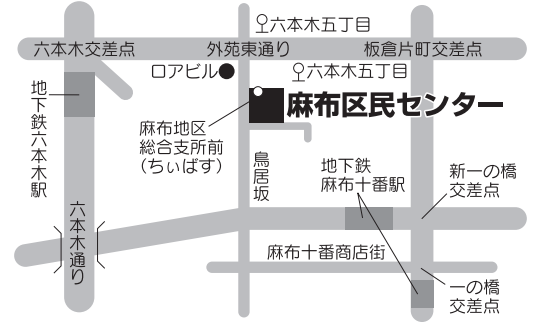 六本木五丁目
六本木交差点
外苑東通り
板倉片町交差点
ロアビル
六本木五丁目
麻布区民センター
地下鉄六本木駅
麻布地区
総合支所前
(ちぃばす)
鳥居坂
地下鉄
麻布十番駅
新一の橋
交差点
六本木通り
麻布十番商店街
一の橋
交差点